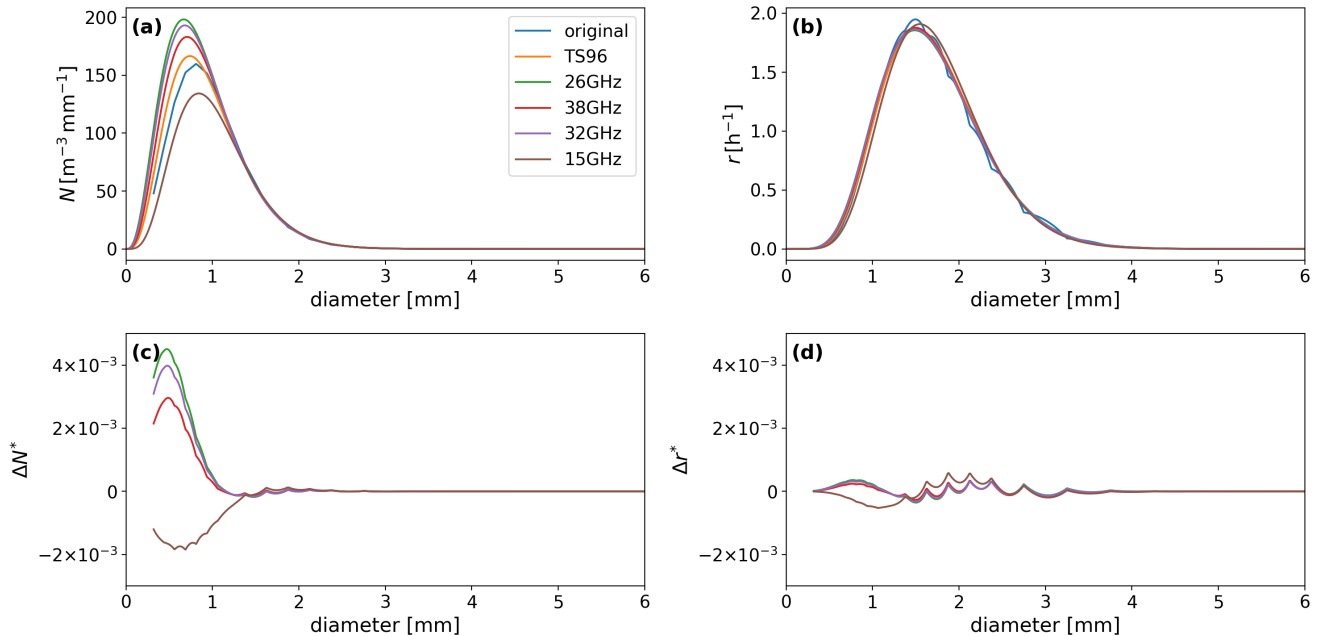 (a)
200
150
100
50
0
N [m⁻³ mm⁻¹]
original
TS96
26GHz
38GHz
32GHz
15GHz
0 1 2 3 4 5 6
diameter [mm]
(b)
2.0
1.5
1.0
0.5
0.0
r [h⁻¹]
0 1 2 3 4 5 6
diameter [mm]
(c)
4×10⁻³
2×10⁻³
0
−2×10⁻³
ΔN*
0 1 2 3 4 5 6
diameter [mm]
(d)
4×10⁻³
2×10⁻³
0
−2×10⁻³
Δr*
0 1 2 3 4 5 6
diameter [mm]